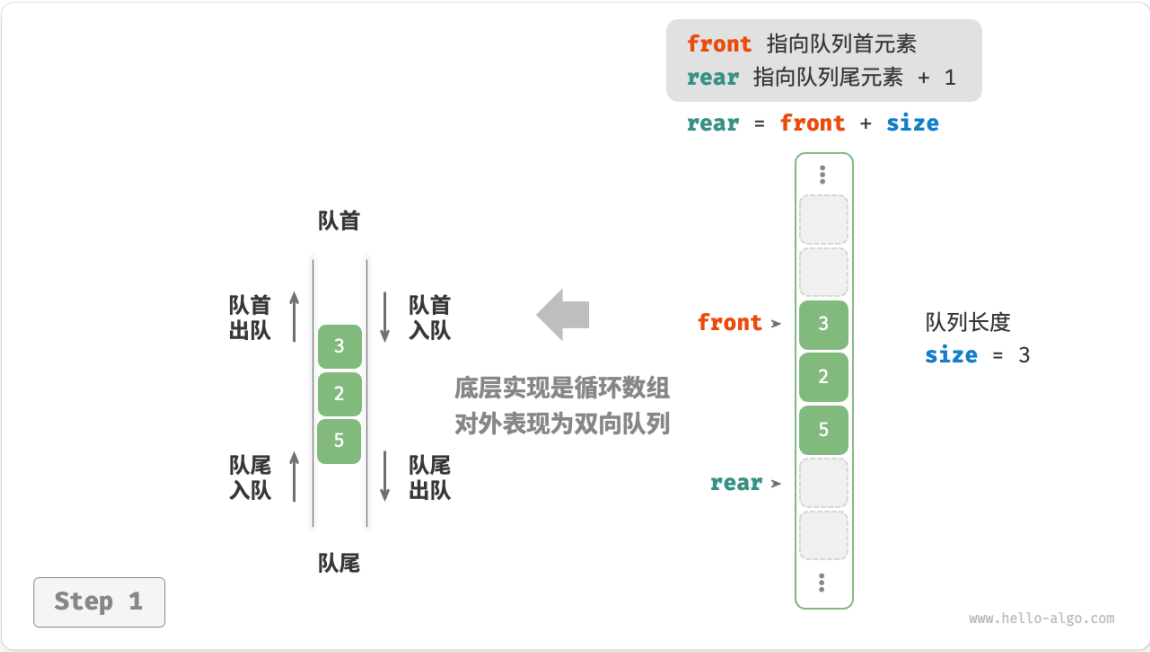 front 指向队列首元素
rear 指向队列尾元素 + 1
rear = front + size
队首
队首
出队
队首
入队
3
2
5
队尾
入队
队尾
出队
队尾
底层实现是循环数组
对外表现为双向队列
front
3
2
5
rear
队列长度
size = 3
Step 1
www.hello-algo.com